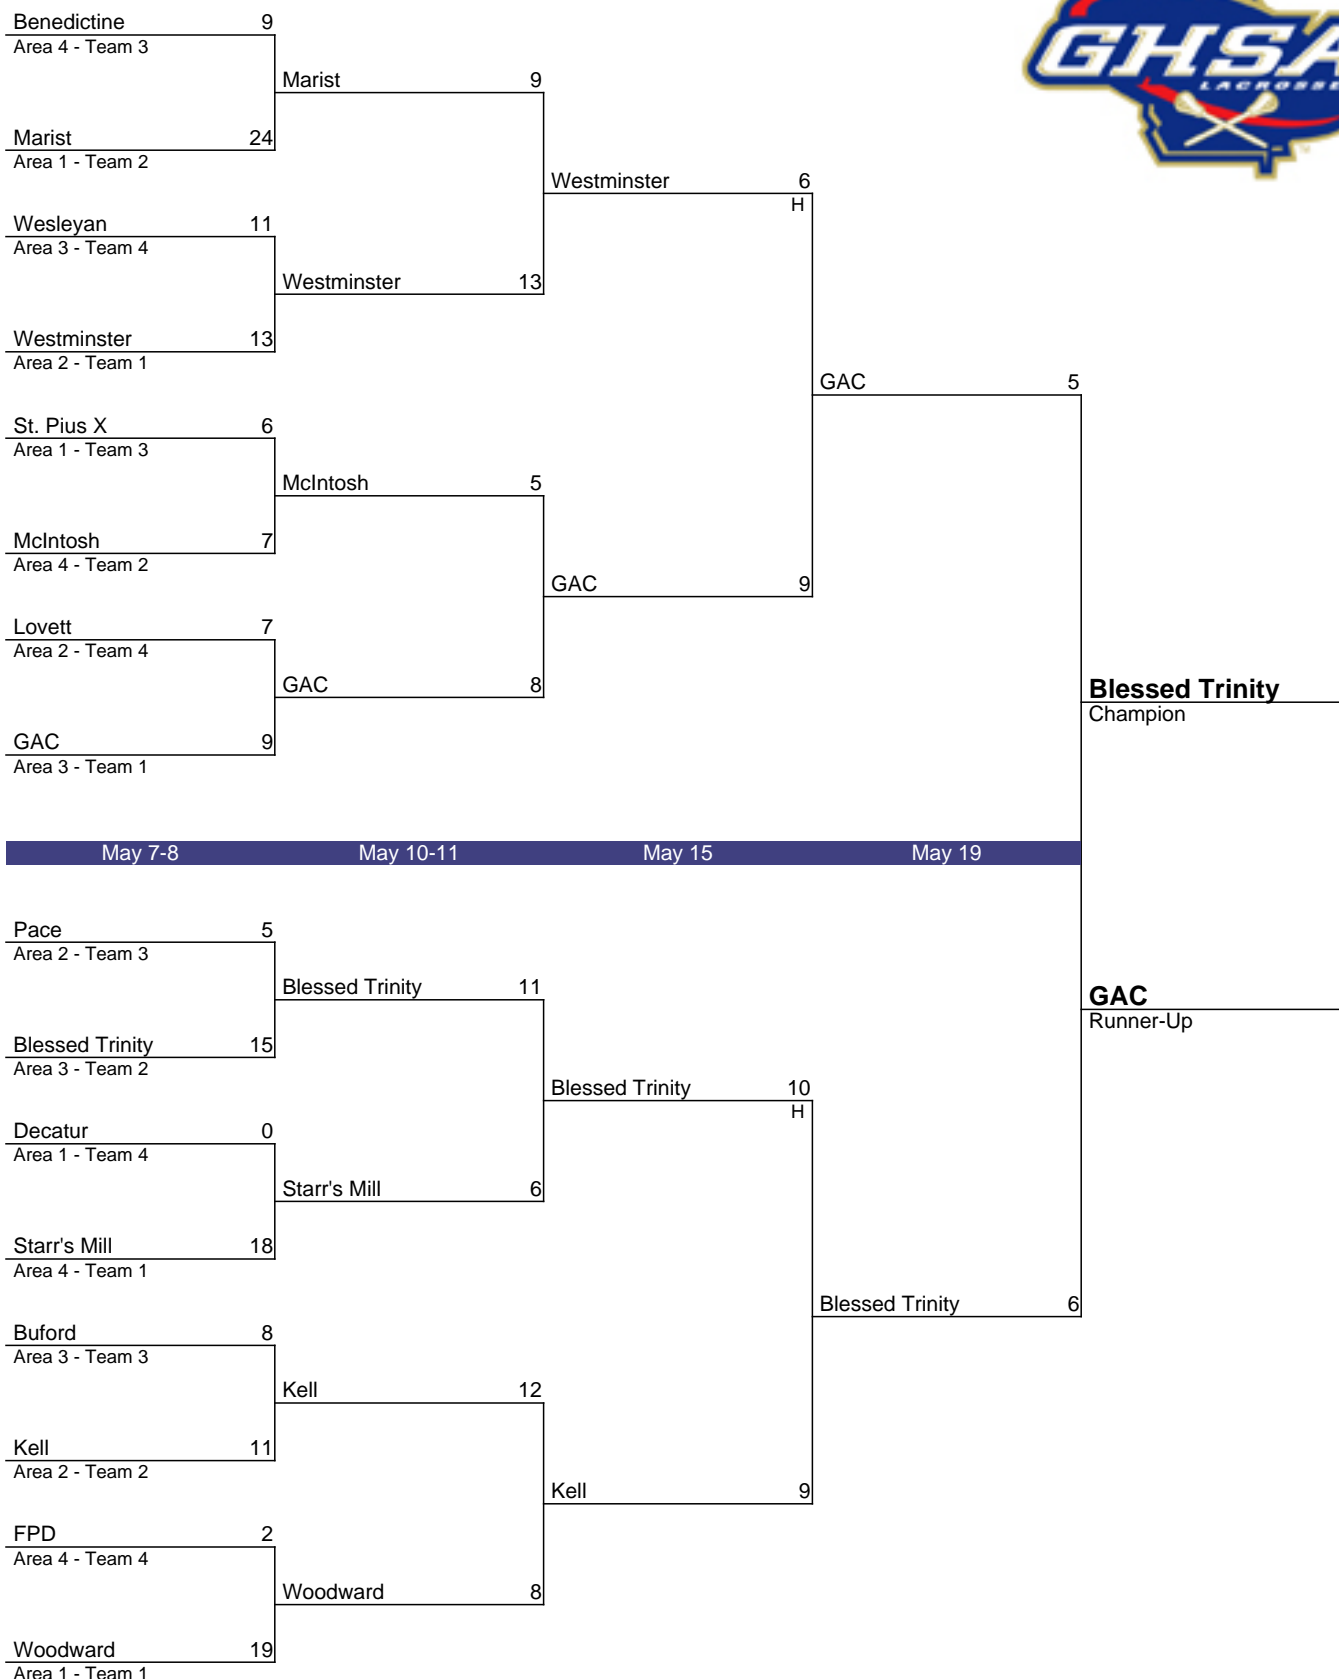 GHSA
LACROSSE
Benedictine 9
Area 4 - Team 3
Marist 9
Marist 24
Area 1 - Team 2
Westminster 6
H
Wesleyan 11
Area 3 - Team 4
Westminster 13
Westminster 13
Area 2 - Team 1
GAC 5
St. Pius X 6
Area 1 - Team 3
McIntosh 5
McIntosh 7
Area 4 - Team 2
GAC 9
Lovett 7
Area 2 - Team 4
GAC 8
Blessed Trinity
Champion
GAC 9
Area 3 - Team 1
May 7-8 May 10-11 May 15 May 19
Pace 5
Area 2 - Team 3
Blessed Trinity 11
GAC
Runner-Up
Blessed Trinity 15
Area 3 - Team 2
Blessed Trinity 10
H
Decatur 0
Area 1 - Team 4
Starr's Mill 6
Starr's Mill 18
Area 4 - Team 1
Blessed Trinity 6
Buford 8
Area 3 - Team 3
Kell 12
Kell 11
Area 2 - Team 2
Kell 9
FPD 2
Area 4 - Team 4
Woodward 8
Woodward 19
Area 1 - Team 1